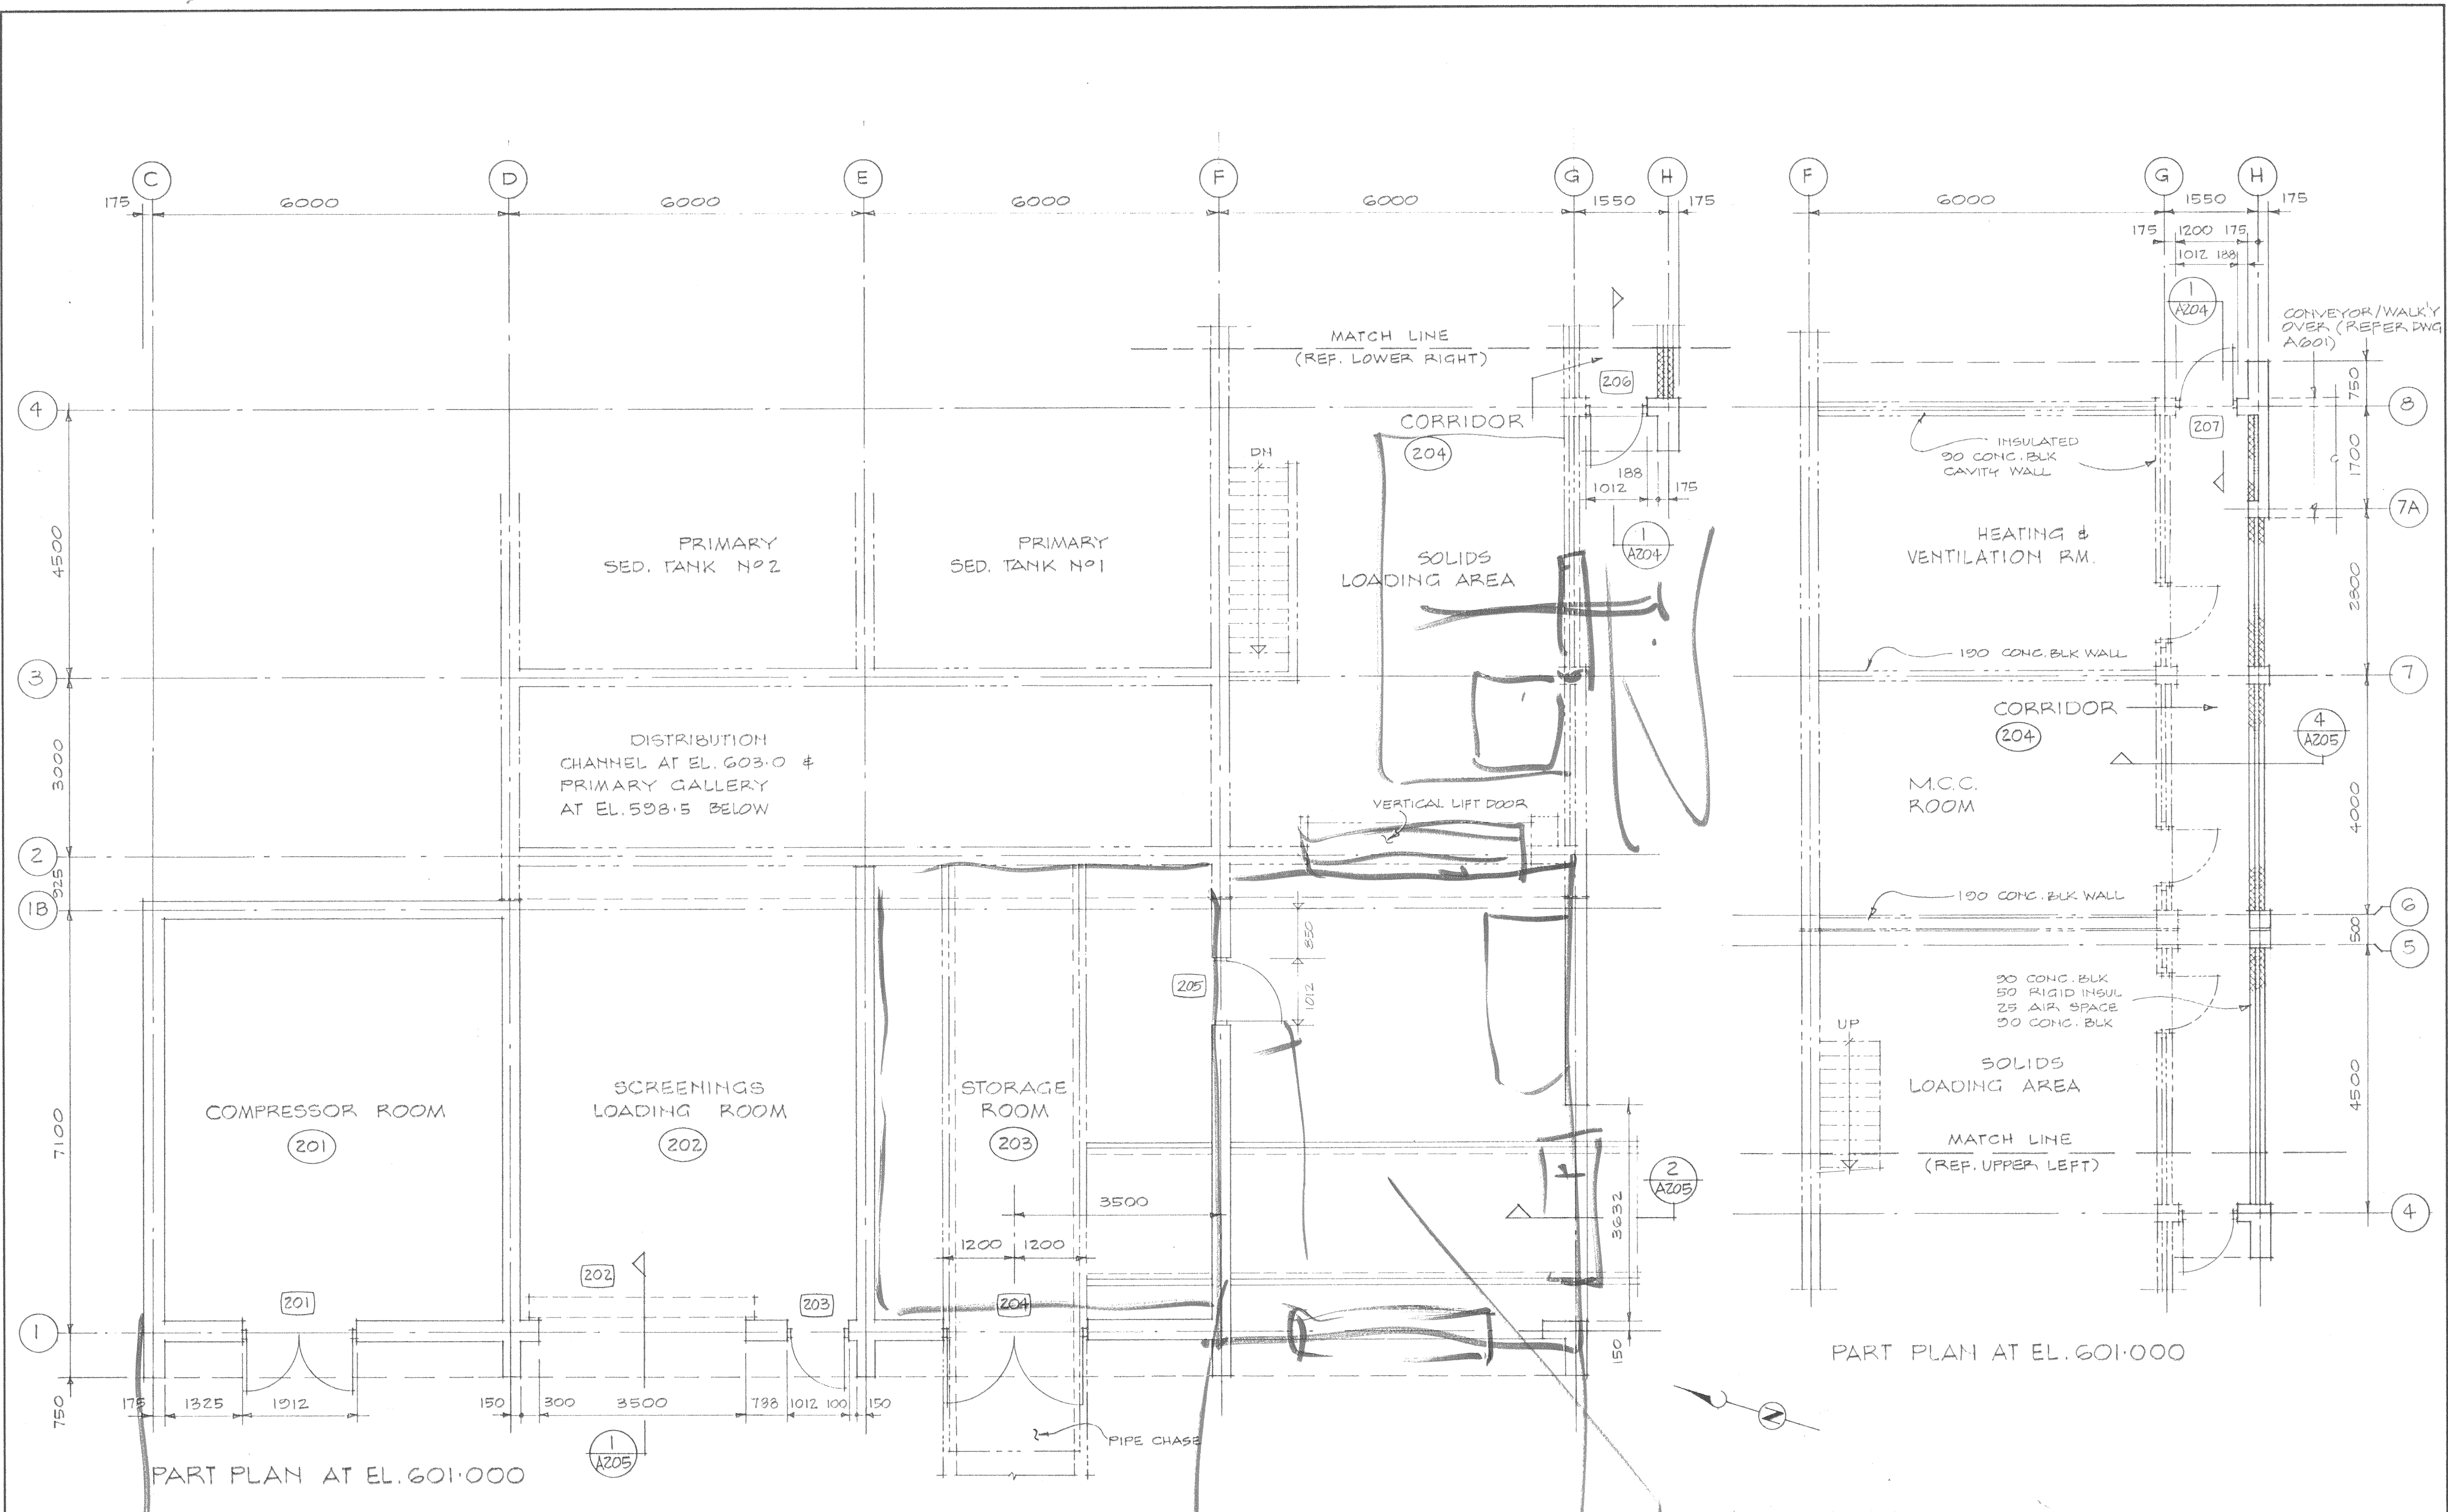 C
D
E
F
G
H
F
G
H
175
6000
6000
6000
6000
1550
175
6000
1550
175
175
1200
175
1012
188
1
A204
CONVEYOR/WALK'Y
OVER (REFER DWG
A601)
MATCH LINE
(REF. LOWER RIGHT)
206
750
4
CORRIDOR
204
8
207
INSULATED
90 CONC. BLK
CAVITY WALL
1700
DN
188
1012
175
7A
4500
PRIMARY
SED. TANK Nº2
PRIMARY
SED. TANK Nº1
SOLIDS
LOADING AREA
1
A204
HEATING &
VENTILATION RM.
2800
3
190 CONC. BLK WALL
7
CORRIDOR
204
4
A205
3000
DISTRIBUTION
CHANNEL AT EL. 603.0 &
PRIMARY GALLERY
AT EL. 598.5 BELOW
M.C.C.
ROOM
VERTICAL LIFT DOOR
4000
2
925
1B
190 CONC. BLK WALL
6
500
5
850
205
1012
90 CONC. BLK
50 RIGID INSUL
25 AIR SPACE
90 CONC. BLK
UP
7100
COMPRESSOR ROOM
201
SCREENINGS
LOADING ROOM
202
STORAGE
ROOM
203
SOLIDS
LOADING AREA
4500
MATCH LINE
(REF. UPPER LEFT)
2
A205
3500
3632
4
1200
1200
202
201
203
204
1
150
PART PLAN AT EL. 601.000
750
175
1325
1912
150
300
3500
788
1012
100
150
N
1
A205
PIPE CHASE
PART PLAN AT EL. 601.000